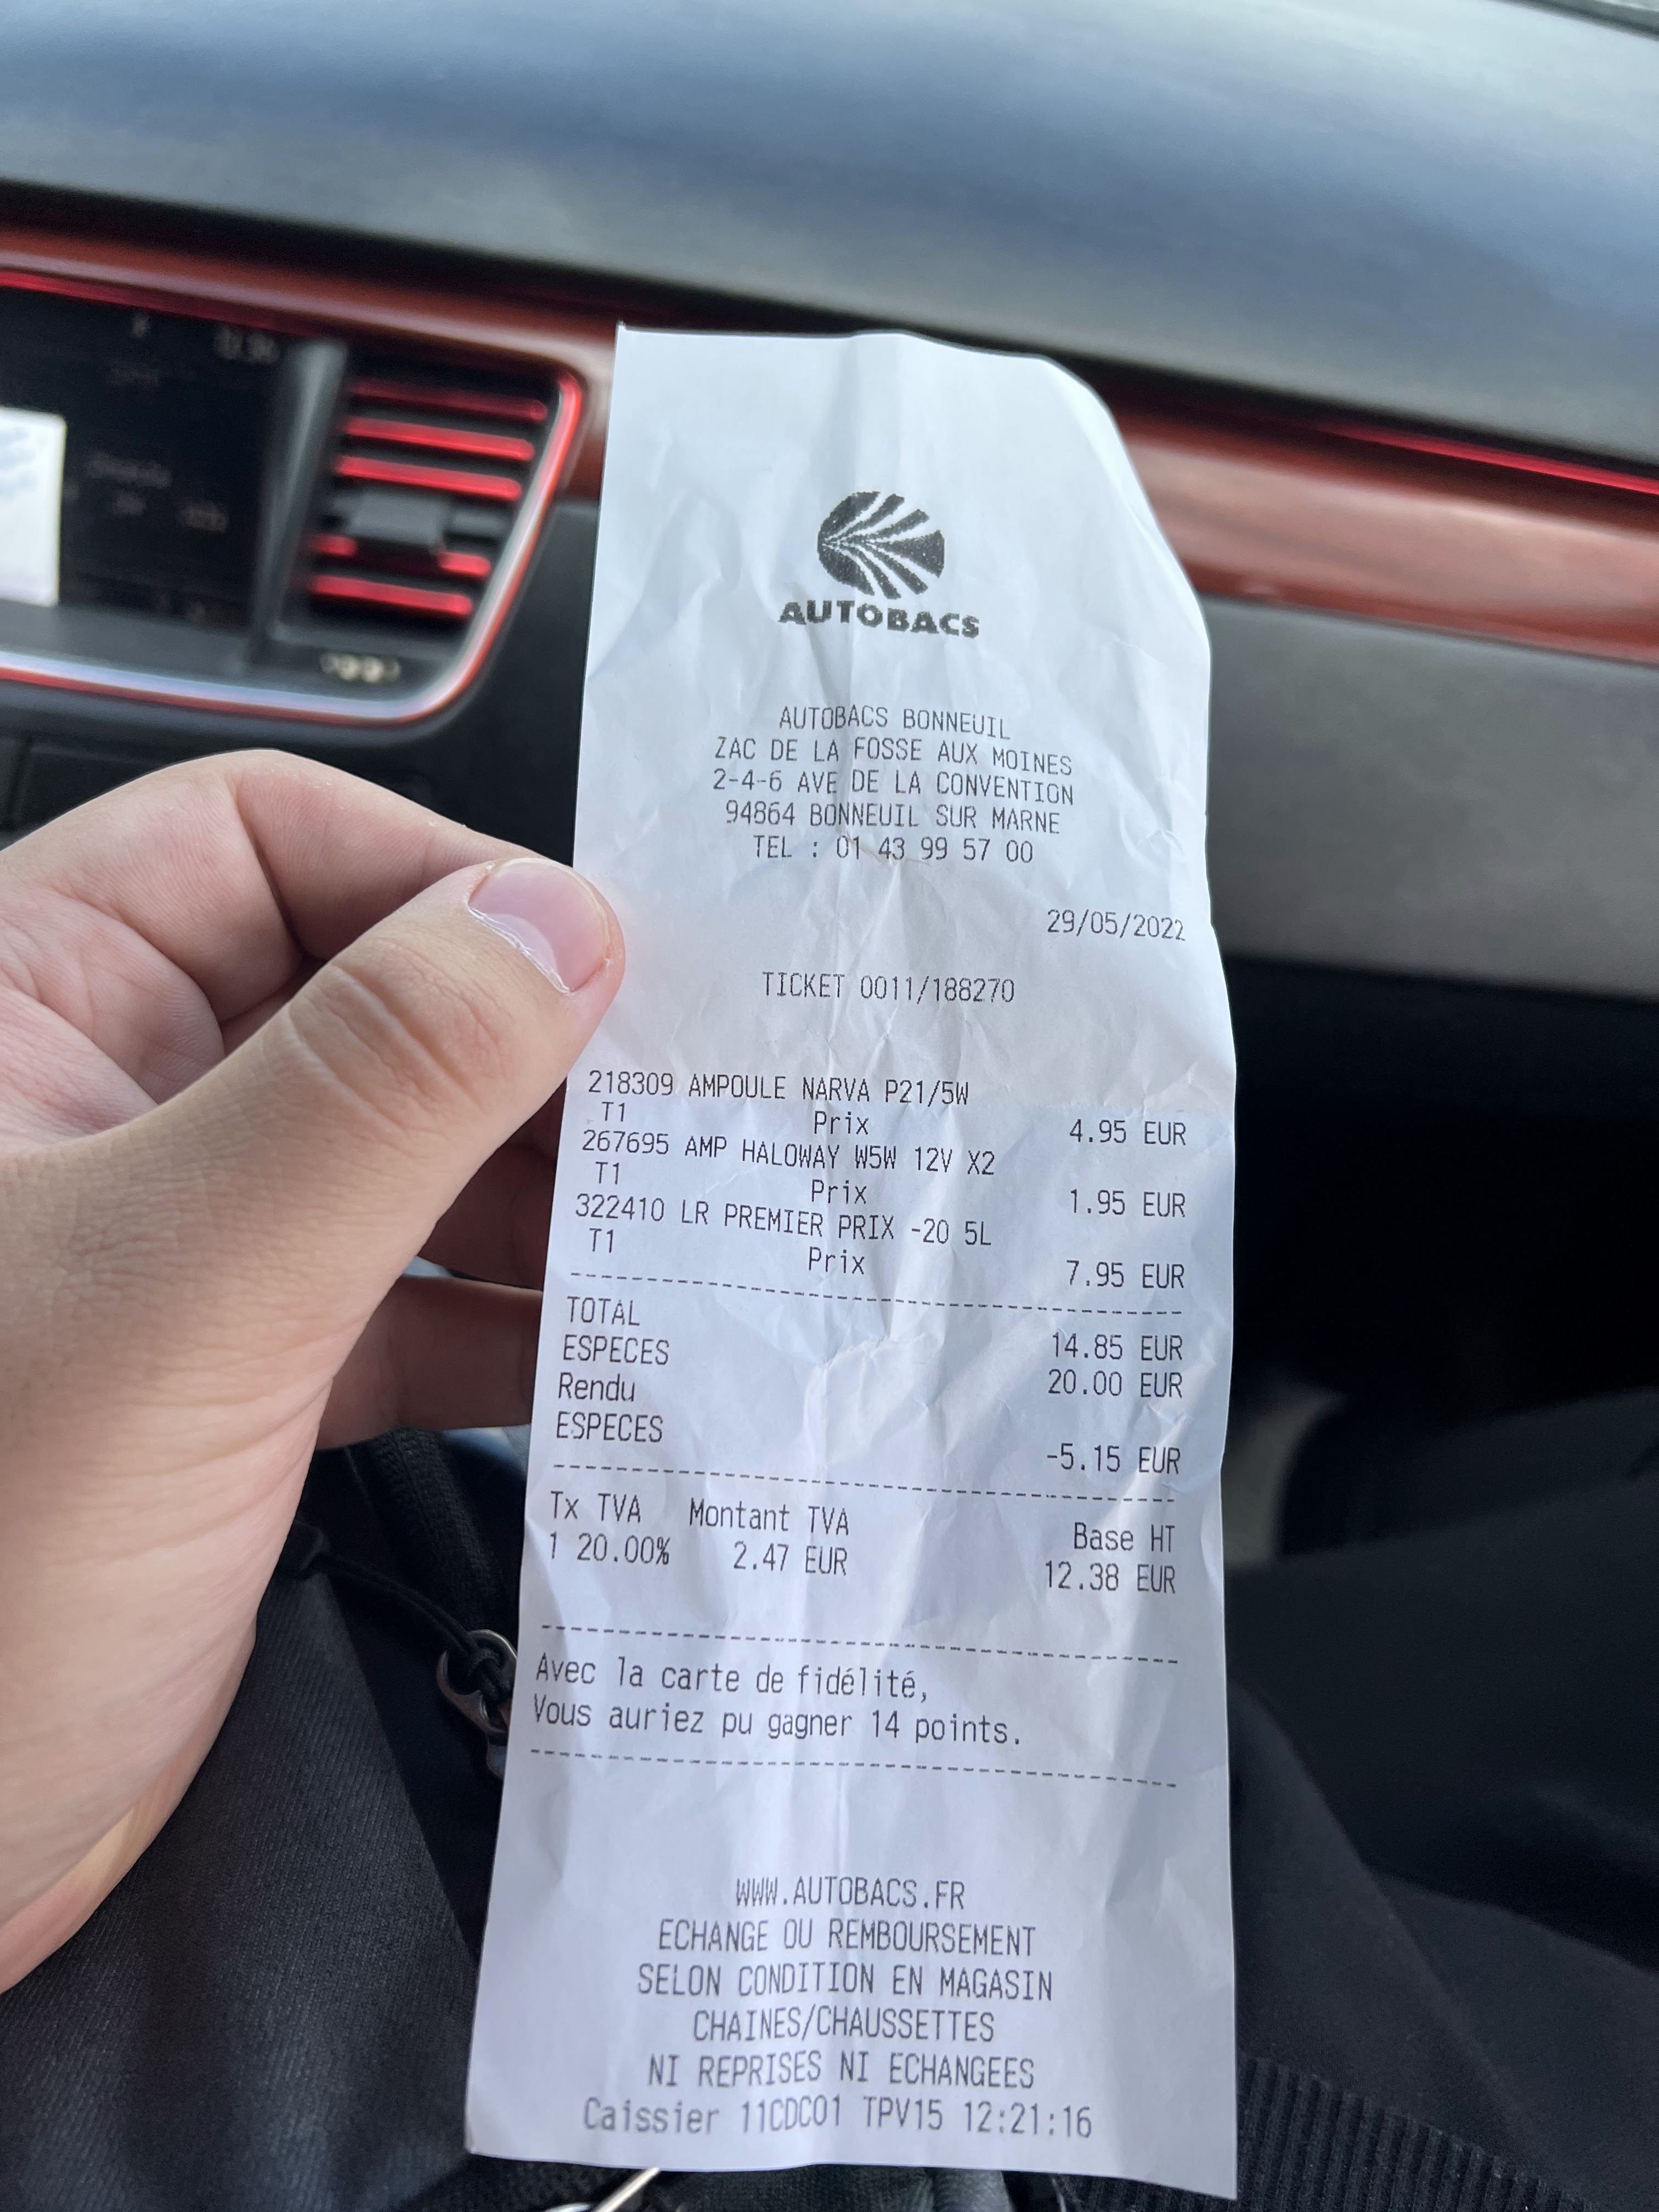 AUTOBACS
AUTOBACS BONNEUIL
ZAC DE LA FOSSE AUX MOINES
2-4-6 AVE DE LA CONVENTION
94864 BONNEUIL SUR MARNE
TEL : 01 43 99 57 00
29/05/2022
TICKET 0011/188270
218309 AMPOULE NARVA P21/5W
T1 Prix 4.95 EUR
267695 AMP HALOWAY W5W 12V X2
T1 Prix 1.95 EUR
322410 LR PREMIER PRIX -20 5L
T1 Prix 7.95 EUR
TOTAL 14.85 EUR
ESPECES 20.00 EUR
Rendu
ESPECES -5.15 EUR
Tx TVA Montant TVA Base HT
1 20.00% 2.47 EUR 12.38 EUR
Avec la carte de fidélité,
Vous auriez pu gagner 14 points.
WWW.AUTOBACS.FR
ECHANGE OU REMBOURSEMENT
SELON CONDITION EN MAGASIN
CHAINES/CHAUSSETTES
NI REPRISES NI ECHANGEES
Caissier 11CDC01 TPV15 12:21:16